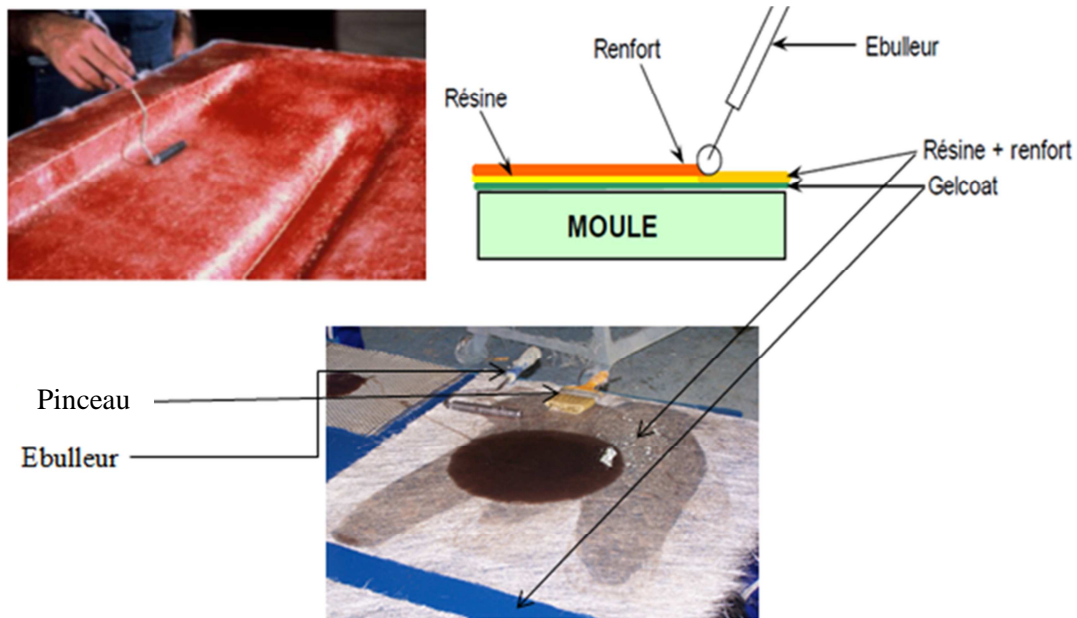 Ebulleur
Renfort
Résine
Résine + renfort
Gelcoat
MOULE
Pinceau
Ebulleur